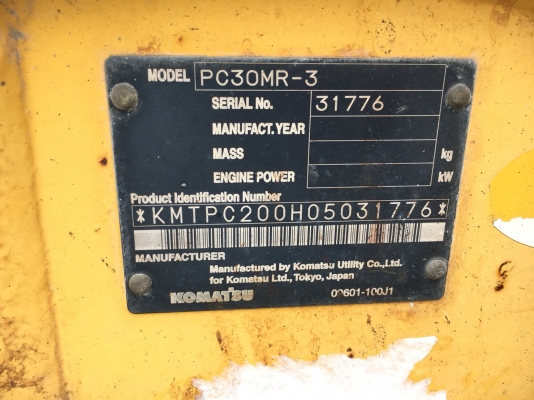 MODEL PC30MR-3
SERIAL No. 31776
MANUFACT.YEAR
MASS kg
ENGINE POWER kW
Product Identification Number
*KMTPC200H05031776*
MANUFACTURER
Manufactured by Komatsu Utility Co.,Ltd.
for Komatsu Ltd., Tokyo, Japan
KOMATSU 00601-100J1